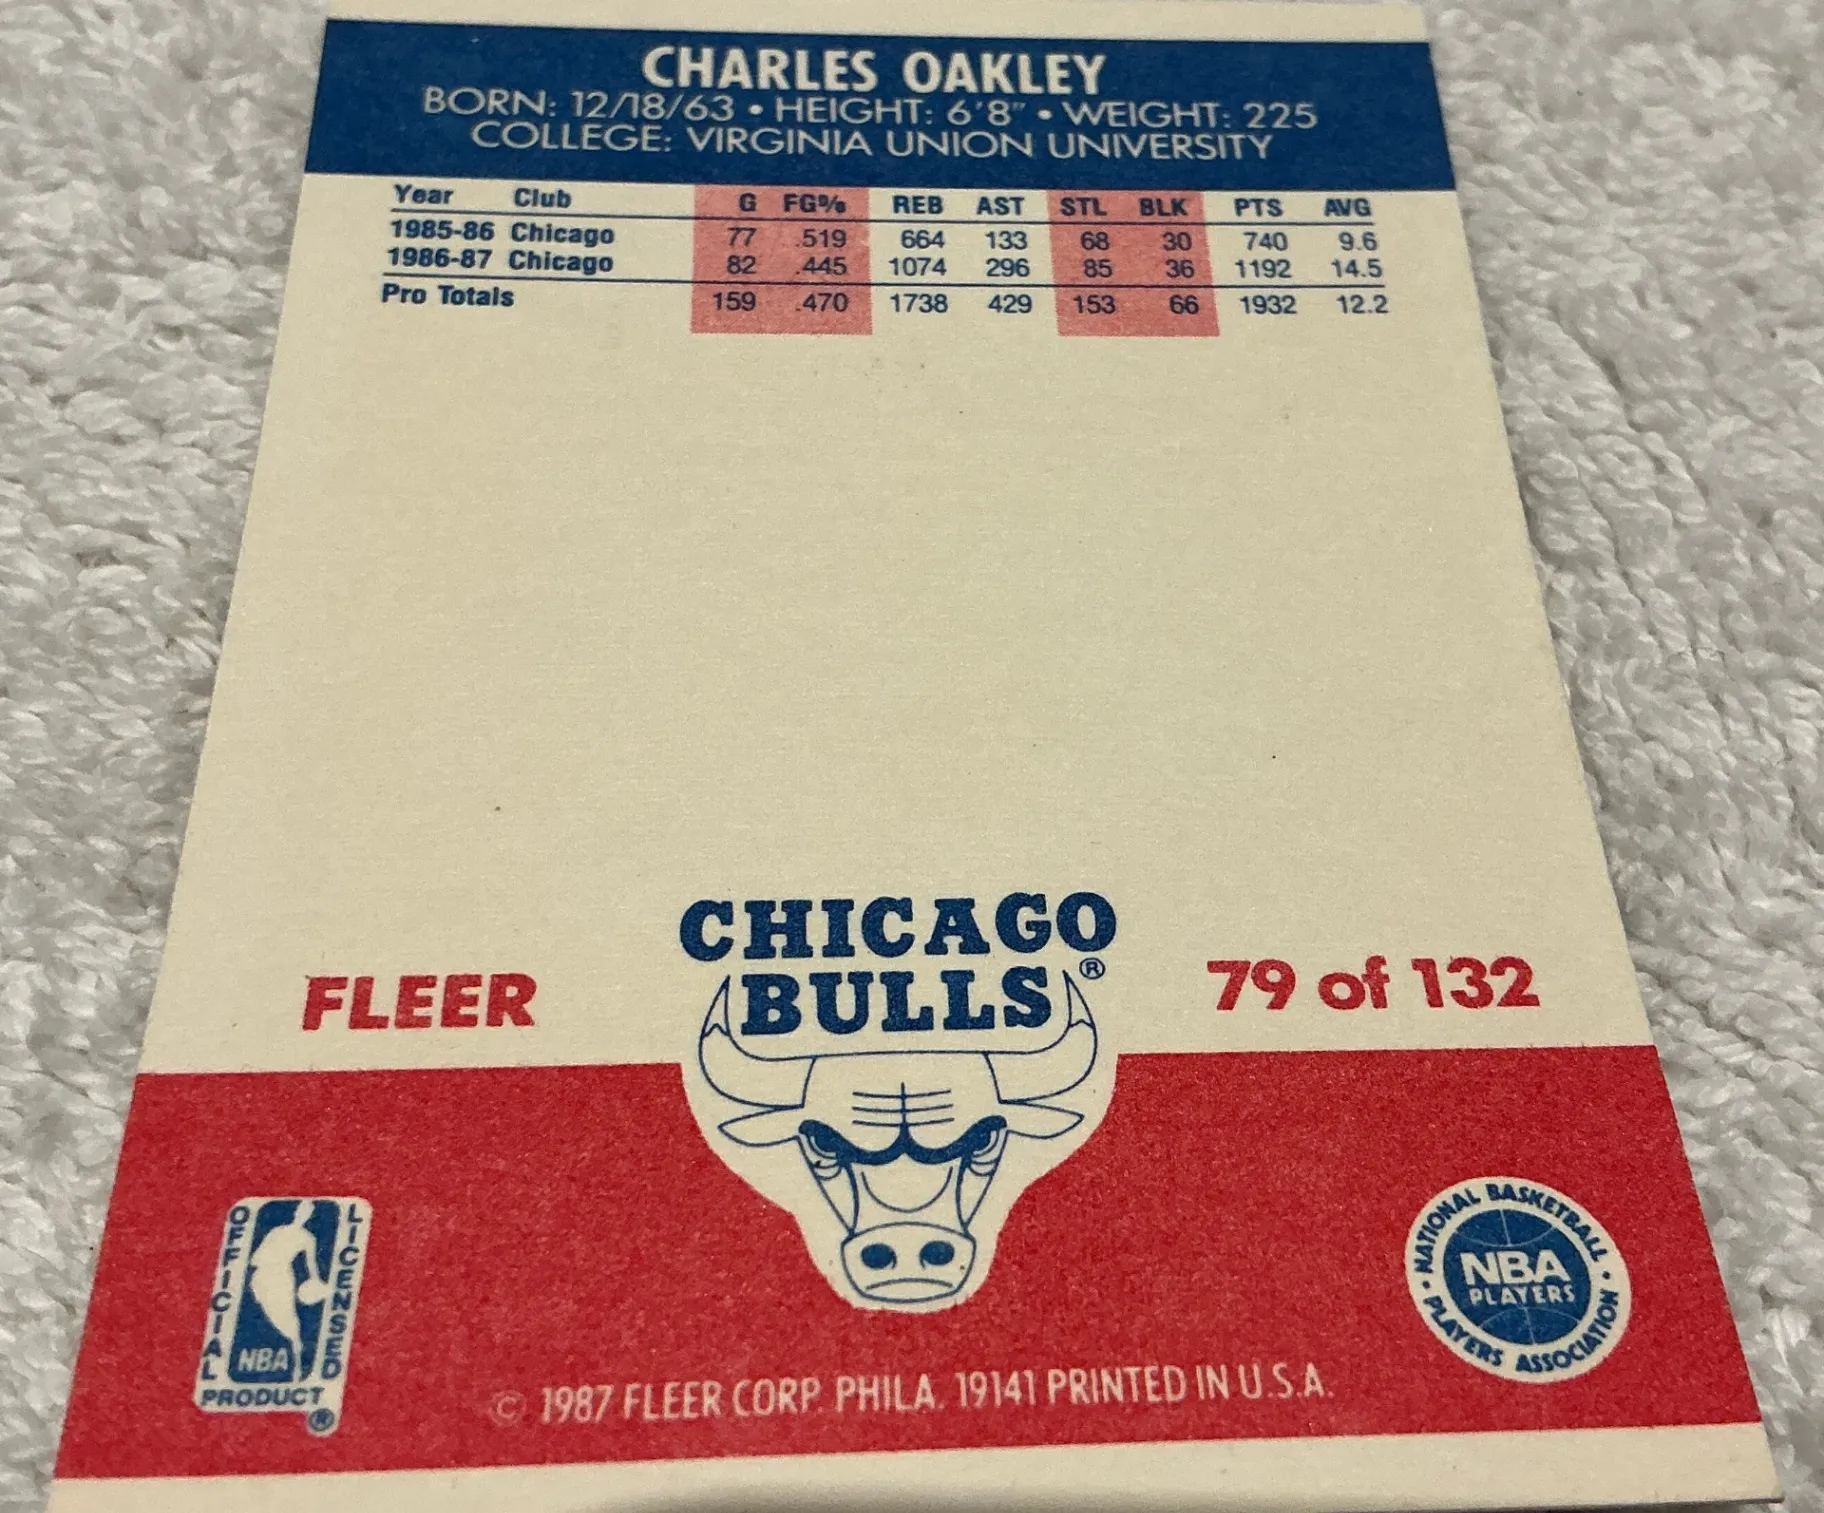 CHARLES OAKLEY
BORN: 12/18/63 • HEIGHT: 6'8" • WEIGHT: 225
COLLEGE: VIRGINIA UNION UNIVERSITY
Year Club G FG% REB AST STL BLK PTS AVG
1985-86 Chicago 77 .519 664 133 68 30 740 9.6
1986-87 Chicago 82 .445 1074 296 85 36 1192 14.5
Pro Totals 159 .470 1738 429 153 66 1932 12.2
CHICAGO
BULLS®
FLEER
79 of 132
OFFICIAL
LICENSED
NBA
PRODUCT
®
NATIONAL BASKETBALL
NBA
PLAYERS
• PLAYERS ASSOCIATION •
© 1987 FLEER CORP. PHILA. 19141 PRINTED IN U.S.A.